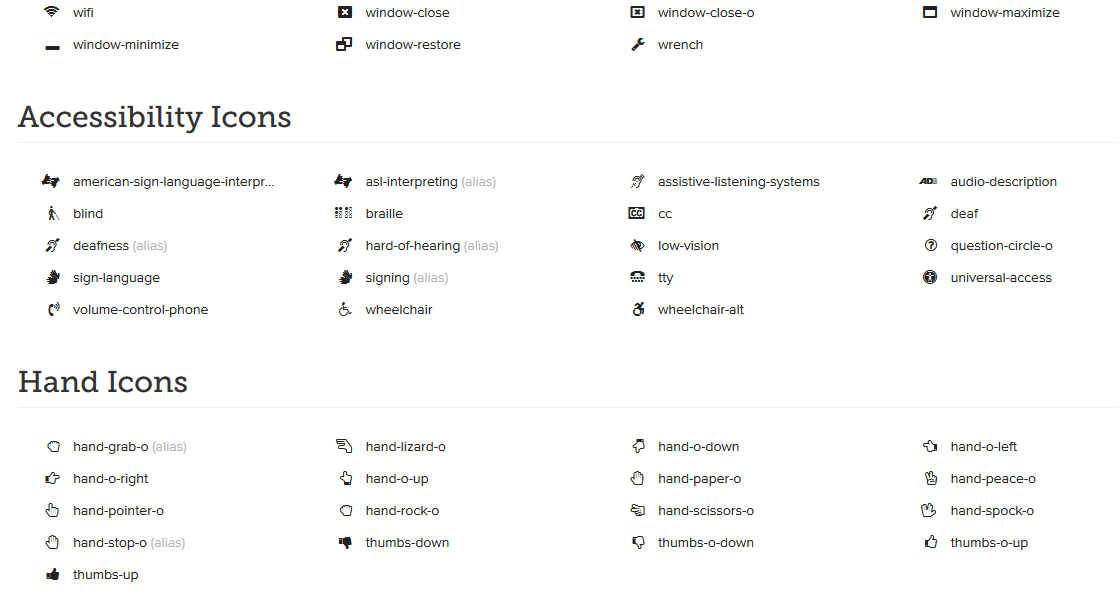 wifi window-close window-close-o window-maximize
window-minimize window-restore wrench
Accessibility Icons
american-sign-language-interpr... asl-interpreting (alias) assistive-listening-systems audio-description
blind braille cc deaf
deafness (alias) hard-of-hearing (alias) low-vision question-circle-o
sign-language signing (alias) tty universal-access
volume-control-phone wheelchair wheelchair-alt
Hand Icons
hand-grab-o (alias) hand-lizard-o hand-o-down hand-o-left
hand-o-right hand-o-up hand-paper-o hand-peace-o
hand-pointer-o hand-rock-o hand-scissors-o hand-spock-o
hand-stop-o (alias) thumbs-down thumbs-o-down thumbs-o-up
thumbs-up